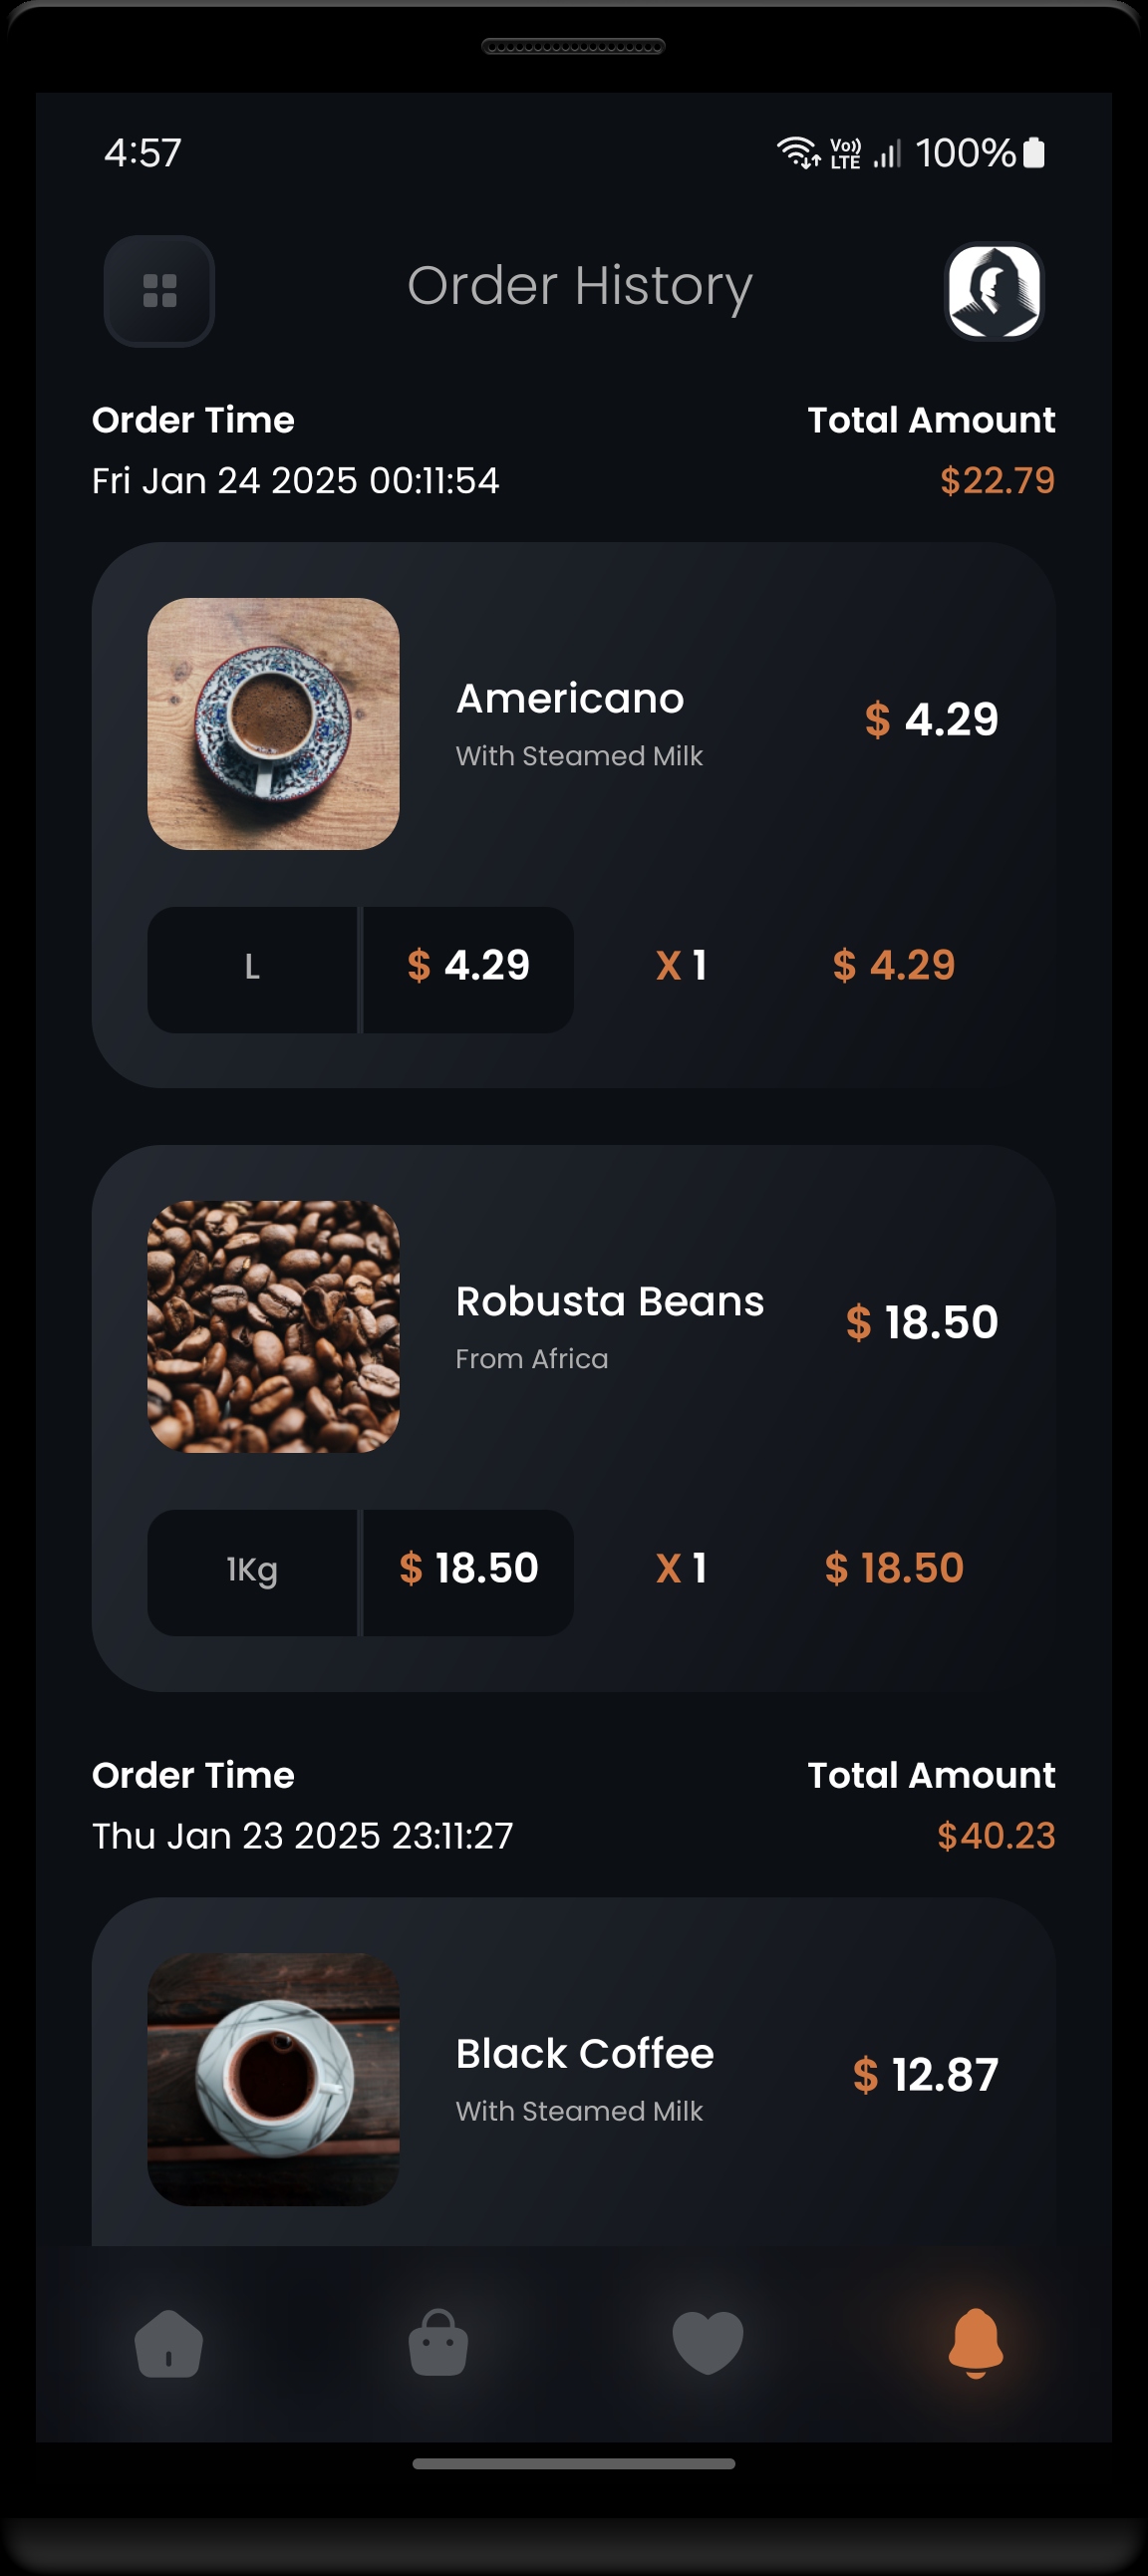 4:57 Vo)) LTE 100%
Order History
Order Time Total Amount
Fri Jan 24 2025 00:11:54 $22.79
Americano
With Steamed Milk
$ 4.29
L $ 4.29 X 1 $ 4.29
Robusta Beans
From Africa
$ 18.50
1Kg $ 18.50 X 1 $ 18.50
Order Time Total Amount
Thu Jan 23 2025 23:11:27 $40.23
Black Coffee
With Steamed Milk
$ 12.87